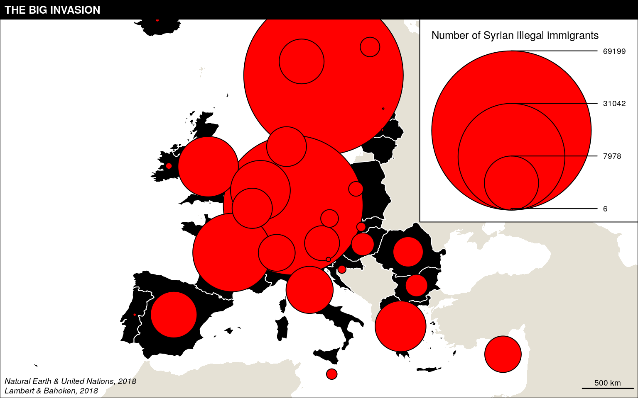 THE BIG INVASION
Number of Syrian Illegal Immigrants
69199
31042
7978
6
Natural Earth & United Nations, 2018
Lambert & Bahoken, 2018
500 km